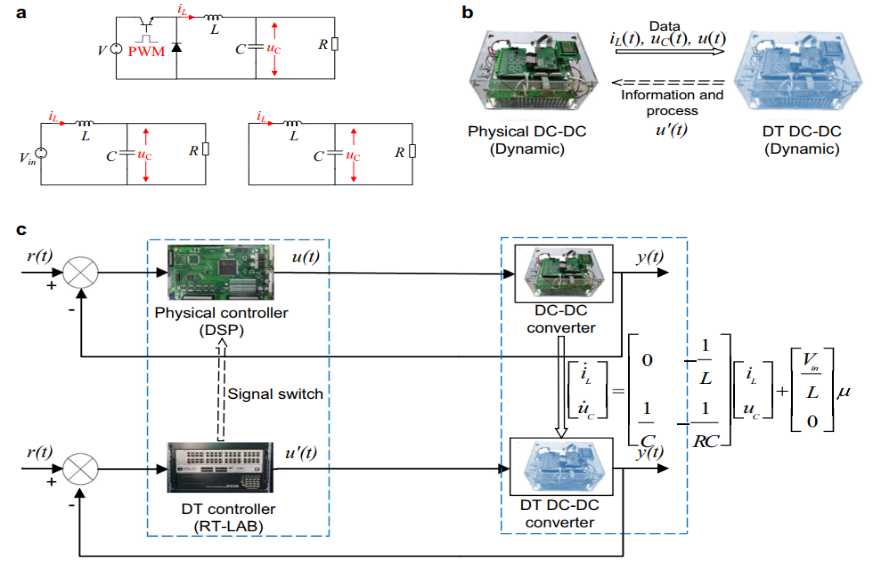 a
i_L
L
V
PWM
C
u_C
R
i_L
L
V_in
C
u_C
R
i_L
L
C
u_C
R
b
Data
i_L(t), u_C(t), u(t)
Information and
process
u'(t)
Physical DC-DC
(Dynamic)
DT DC-DC
(Dynamic)
c
r(t)
+
-
Physical controller
(DSP)
u(t)
DC-DC
converter
y(t)
Signal switch
[i̇_L u̇_C] = [0 -1/L 1/C -1/RC] [i_L u_C] + [V_in/L 0] μ
r(t)
+
-
DT controller
(RT-LAB)
u'(t)
DT DC-DC
converter
y(t)